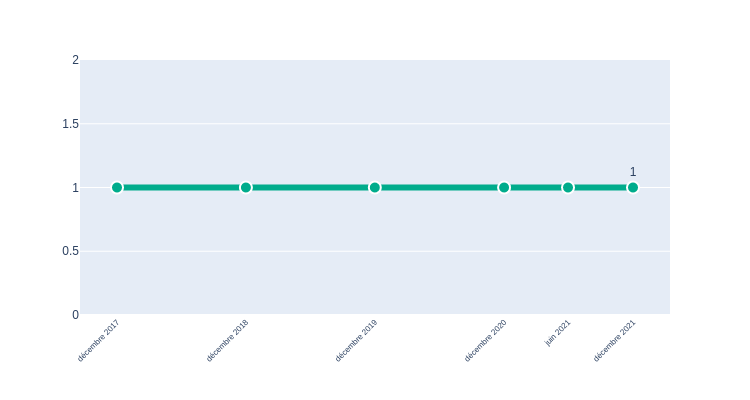 2
1.5
1
1
0.5
0
décembre 2017
décembre 2018
décembre 2019
décembre 2020
juin 2021
décembre 2021